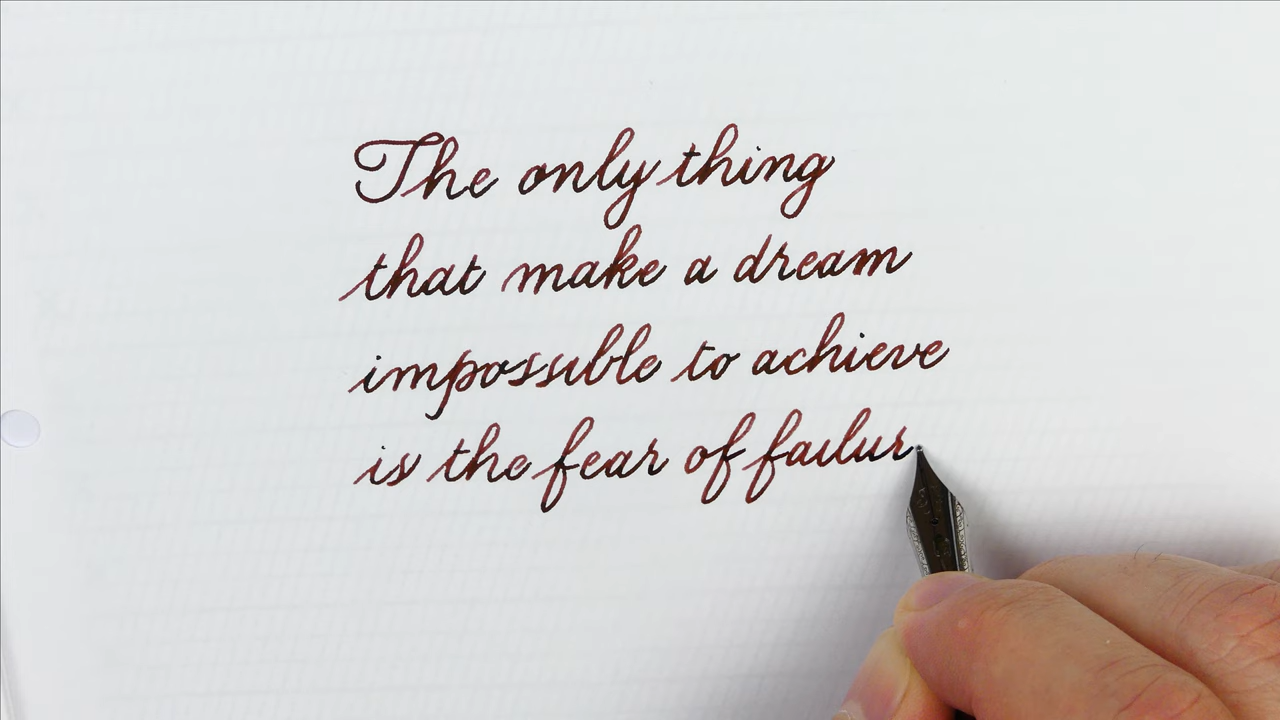 The only thing
that make a dream
impossible to achieve
is the fear of failur